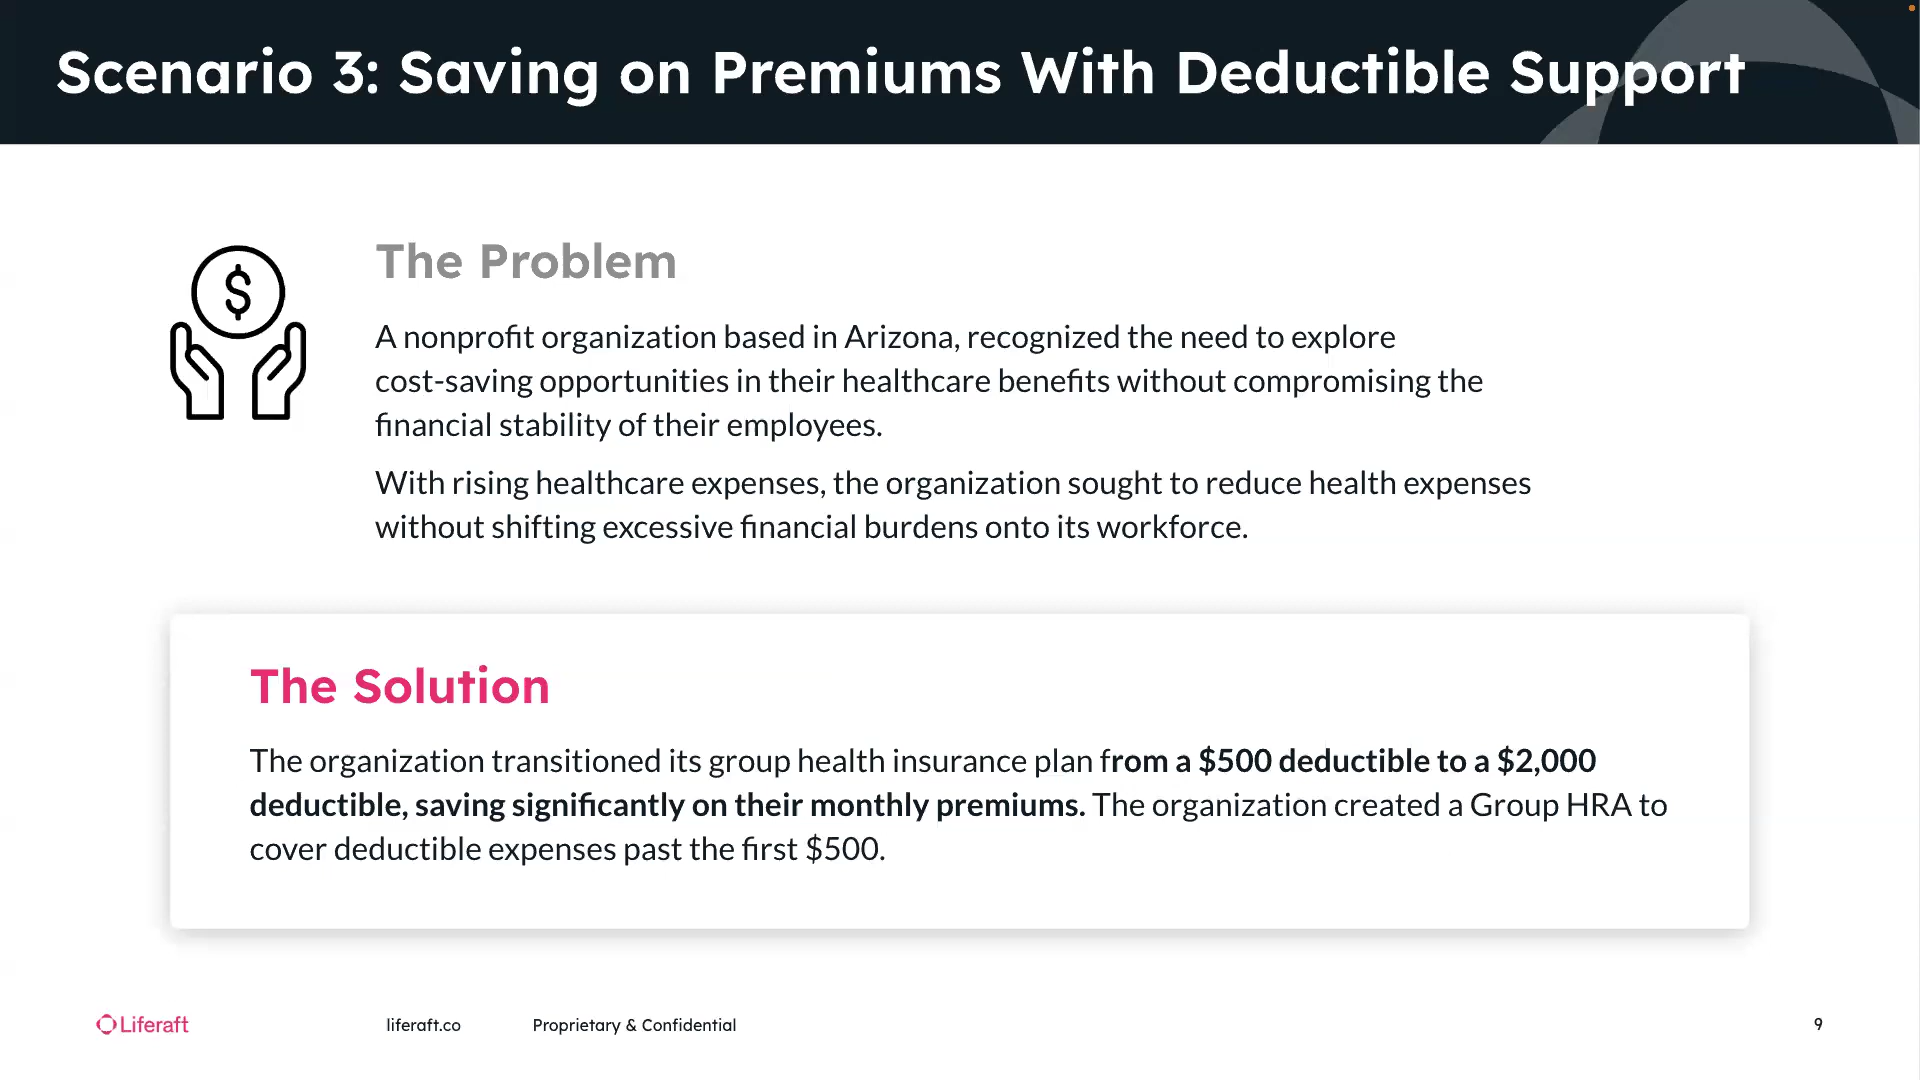 Scenario 3: Saving on Premiums With Deductible Support
$
The Problem
A nonprofit organization based in Arizona, recognized the need to explore
cost-saving opportunities in their healthcare benefits without compromising the
financial stability of their employees.
With rising healthcare expenses, the organization sought to reduce health expenses
without shifting excessive financial burdens onto its workforce.
The Solution
The organization transitioned its group health insurance plan from a $500 deductible to a $2,000
deductible, saving significantly on their monthly premiums. The organization created a Group HRA to
cover deductible expenses past the first $500.
Liferaft
liferaft.co
Proprietary & Confidential
9